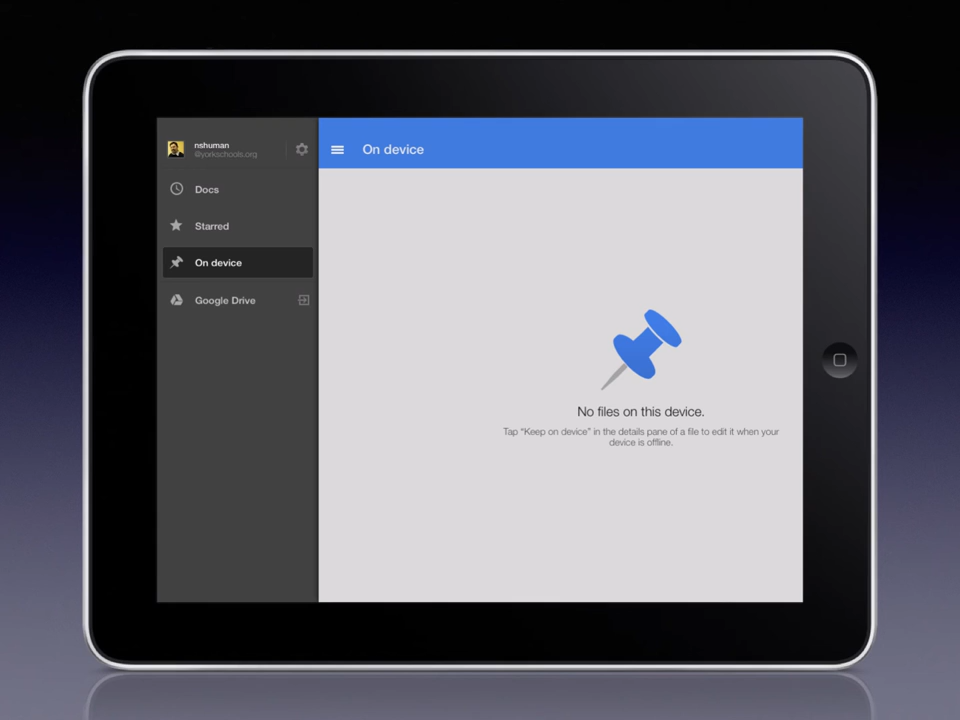 nshuman
@yorkschools.org
Docs
Starred
On device
Google Drive
On device
No files on this device.
Tap “Keep on device” in the details pane of a file to edit it when your
device is offline.